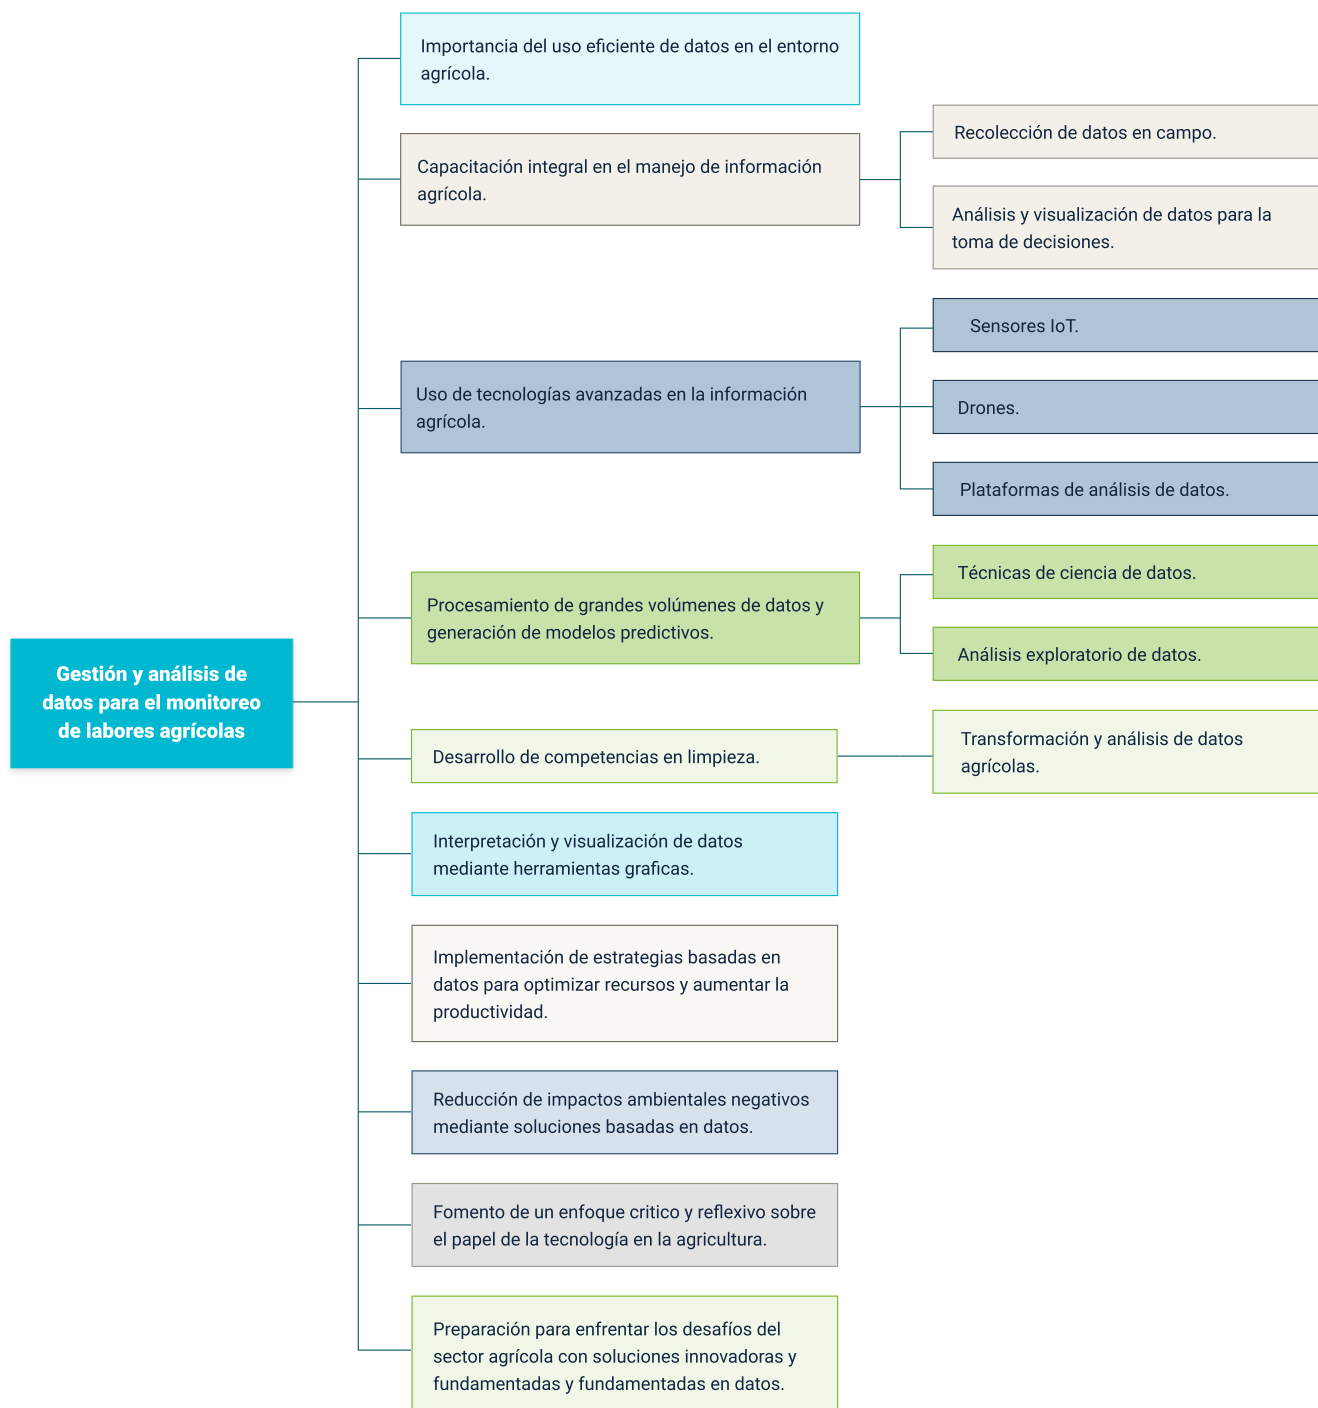 Importancia del uso eficiente de datos en el entorno
agrícola.
Capacitación integral en el manejo de información
agrícola.
Recolección de datos en campo.
Análisis y visualización de datos para la
toma de decisiones.
Uso de tecnologías avanzadas en la información
agrícola.
Sensores IoT.
Drones.
Plataformas de análisis de datos.
Procesamiento de grandes volúmenes de datos y
generación de modelos predictivos.
Técnicas de ciencia de datos.
Análisis exploratorio de datos.
Gestión y análisis de
datos para el monitoreo
de labores agrícolas
Desarrollo de competencias en limpieza.
Transformación y análisis de datos
agrícolas.
Interpretación y visualización de datos
mediante herramientas graficas.
Implementación de estrategias basadas en
datos para optimizar recursos y aumentar la
productividad.
Reducción de impactos ambientales negativos
mediante soluciones basadas en datos.
Fomento de un enfoque critico y reflexivo sobre
el papel de la tecnología en la agricultura.
Preparación para enfrentar los desafíos del
sector agrícola con soluciones innovadoras y
fundamentadas y fundamentadas en datos.